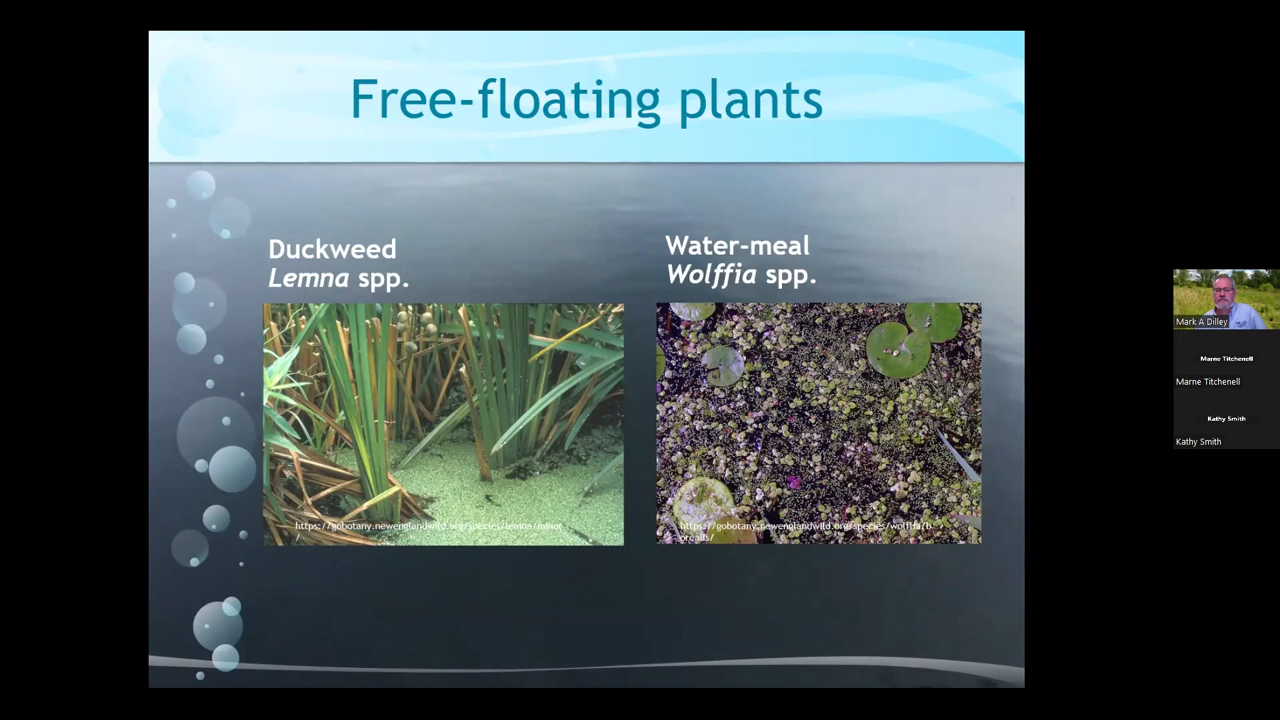 Free-floating plants
Duckweed
Lemna spp.
Water-meal
Wolffia spp.
https://gobotany.newenglandwild.org/species/lemna/minor
https://gobotany.newenglandwild.org/species/wolffia/b
orealis/
Mark A Dilley
Marne Titchenell
Marne Titchenell
Kathy Smith
Kathy Smith